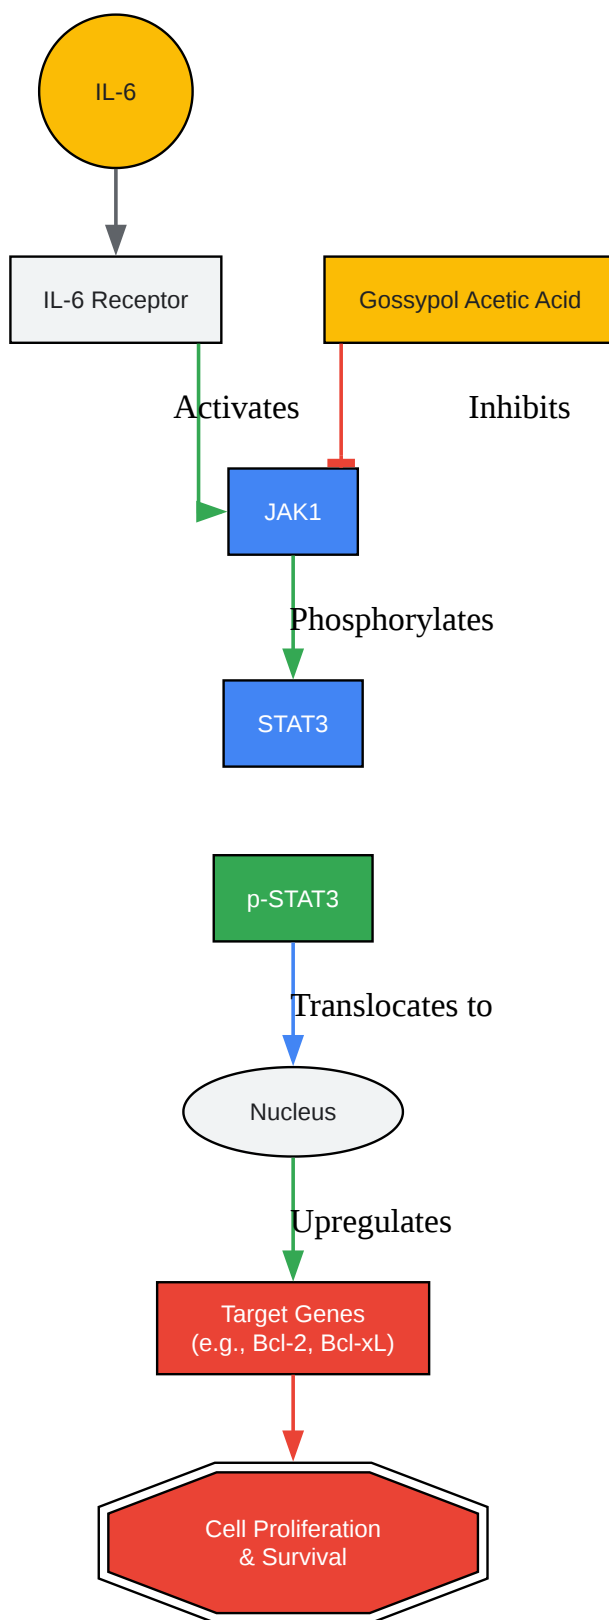 IL-6
IL-6 Receptor
Gossypol Acetic Acid
Activates
Inhibits
JAK1
Phosphorylates
STAT3
p-STAT3
Translocates to
Nucleus
Upregulates
Target Genes
(e.g., Bcl-2, Bcl-xL)
Cell Proliferation
& Survival